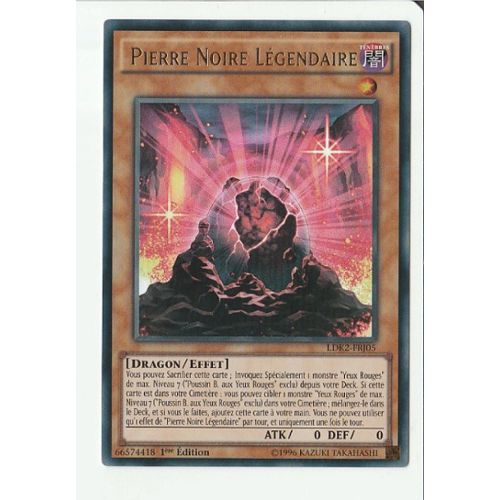 PIERRE NOIRE LÉGENDAIRE
TÉNÈBRES
闇
LDK2-FRJ05
[DRAGON/EFFET]
Vous pouvez Sacrifier cette carte ; Invoquez Spécialement 1 monstre "Yeux Rouges"
de max. Niveau 7 ("Poussin B. aux Yeux Rouges" exclu) depuis votre Deck. Si cette
carte est dans votre Cimetière : vous pouvez cibler 1 monstre "Yeux Rouges" de max.
Niveau 7 ("Poussin B. aux Yeux Rouges" exclu) dans votre Cimetière ; mélangez-le dans
le Deck, et si vous le faites, ajoutez cette carte à votre main. Vous ne pouvez utiliser
qu'1 effet de "Pierre Noire Légendaire" par tour, et uniquement une fois le tour.
ATK/ 0 DEF/ 0
66574418 1ère Édition ©1996 KAZUKI TAKAHASHI